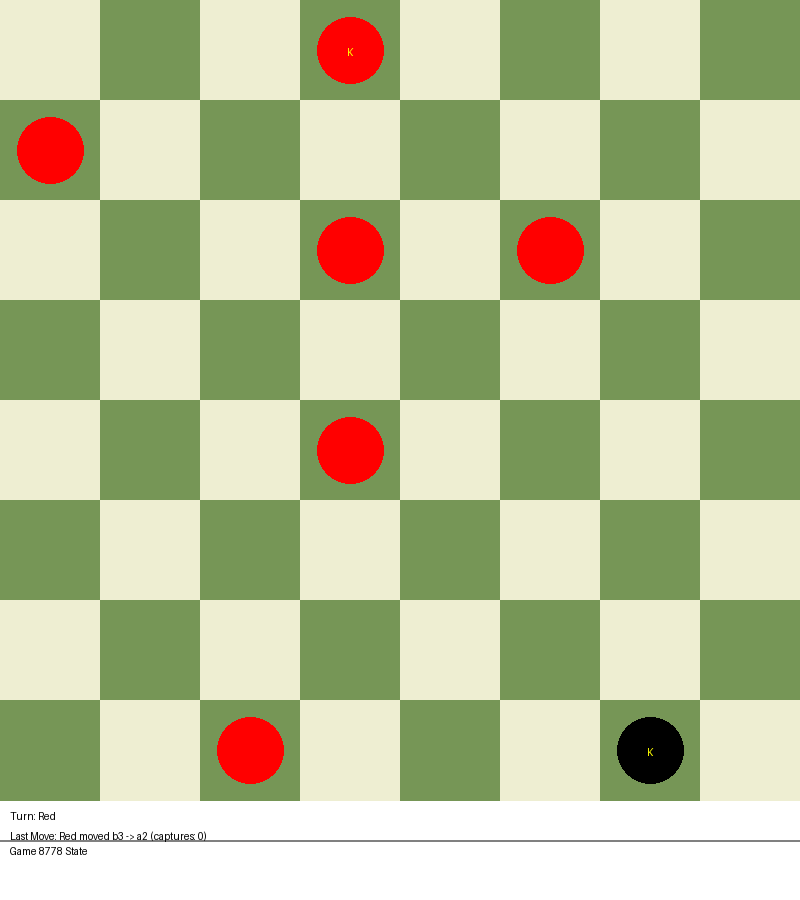 K
K
Turn: Red
Last Move: Red moved b3 -> a2 (captures: 0)
Game 8778 State